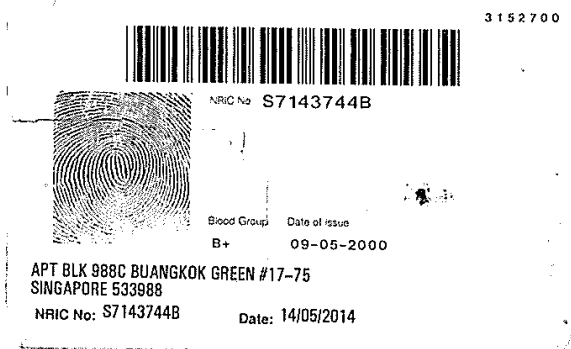 3152700
NRIC No S7143744B
Blood Group Date of issue
B+ 09-05-2000
APT BLK 988C BUANGKOK GREEN #17-75
SINGAPORE 533988
NRIC No: S7143744B Date: 14/05/2014